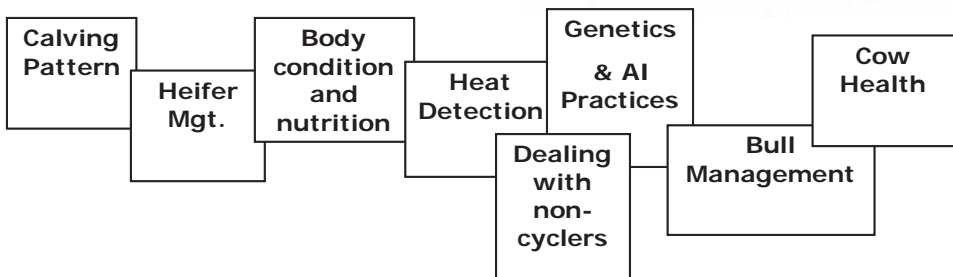 Calving
Pattern
Heifer
Mgt.
Body
condition
and
nutrition
Heat
Detection
Genetics
& AI
Practices
Dealing
with
non-
cyclers
Bull
Management
Cow
Health